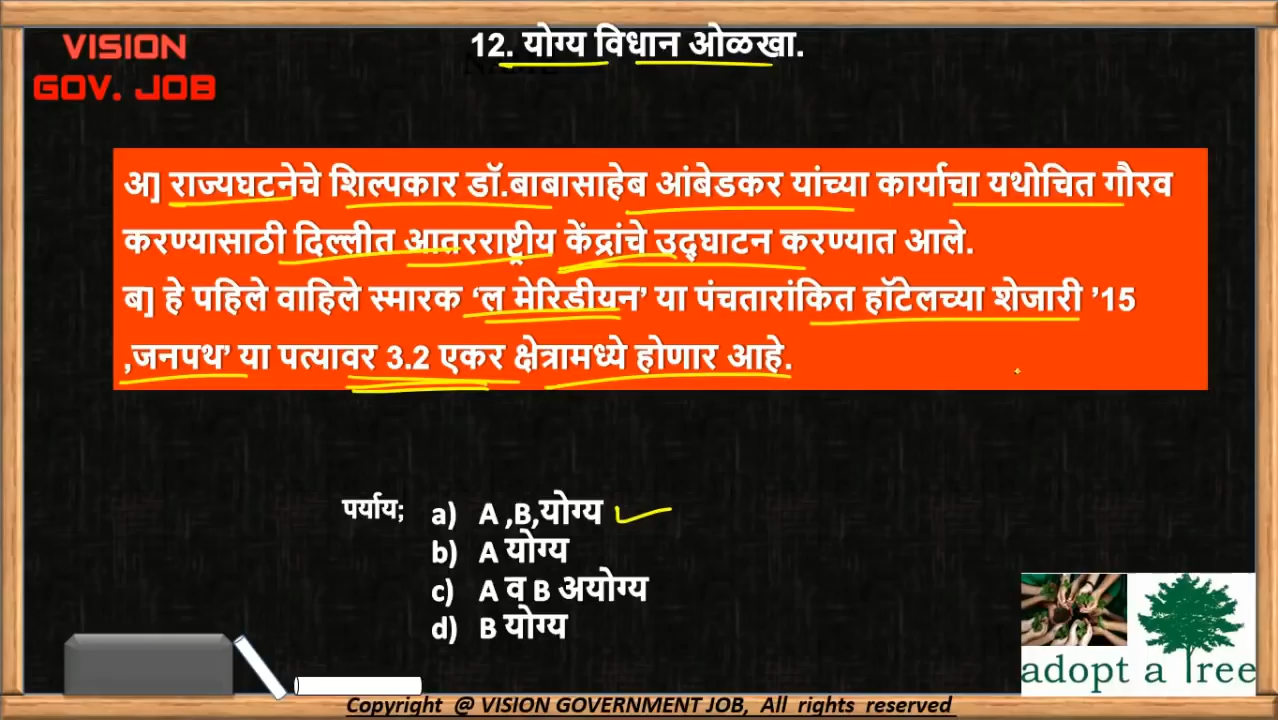 VISION
GOV. JOB
12. योग्य विधान ओळखा.
अ] राज्यघटनेचे शिल्पकार डॉ.बाबासाहेब आंबेडकर यांच्या कार्याचा यथोचित गौरव
करण्यासाठी दिल्लीत आतरराष्ट्रीय केंद्रांचे उद्घाटन करण्यात आले.
ब] हे पहिले वाहिले स्मारक ‘ल मेरिडीयन’ या पंचतारांकित हॉटेलच्या शेजारी ’15
,जनपथ’ या पत्यावर 3.2 एकर क्षेत्रामध्ये होणार आहे.
पर्याय; a) A ,B,योग्य
b) A योग्य
c) A व B अयोग्य
d) B योग्य
adopt a Tree
Copyright @ VISION GOVERNMENT JOB, All rights reserved